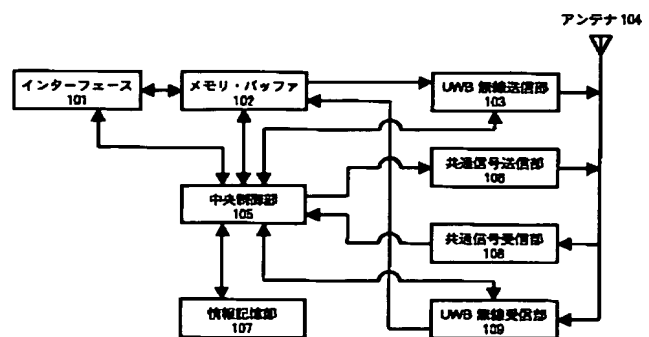 アンテナ 104
インターフェース
101
メモリ・バッファ
102
UWB 無線送信部
103
共通信号送信部
106
中央制御部
105
共通信号受信部
108
情報記憶部
107
UWB 無線受信部
109